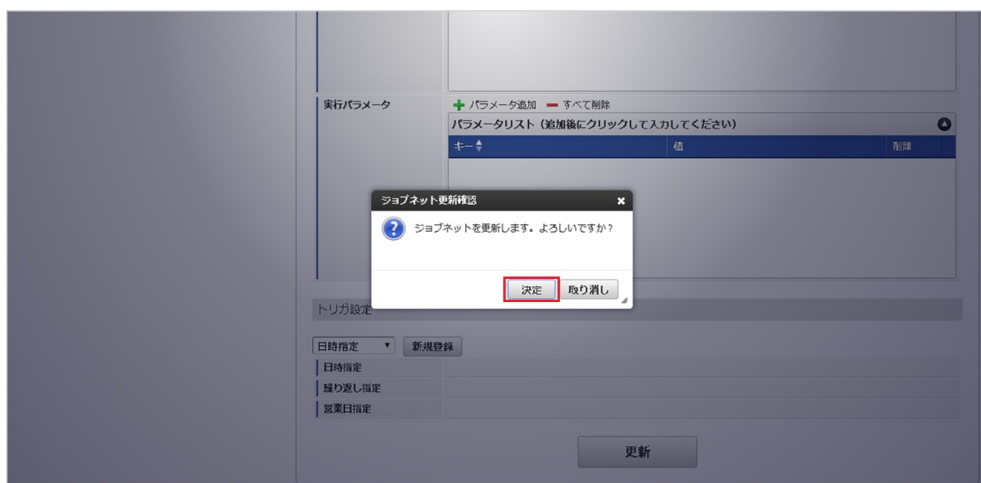 実行パラメータ
パラメータ追加 すべて削除
パラメータリスト（追加後にクリックして入力してください）
キー 値 削除
ジョブネット更新確認
ジョブネットを更新します。よろしいですか？
決定 取り消し
トリガ設定
日時指定 新規登録
日時指定
繰り返し指定
営業日指定
更新